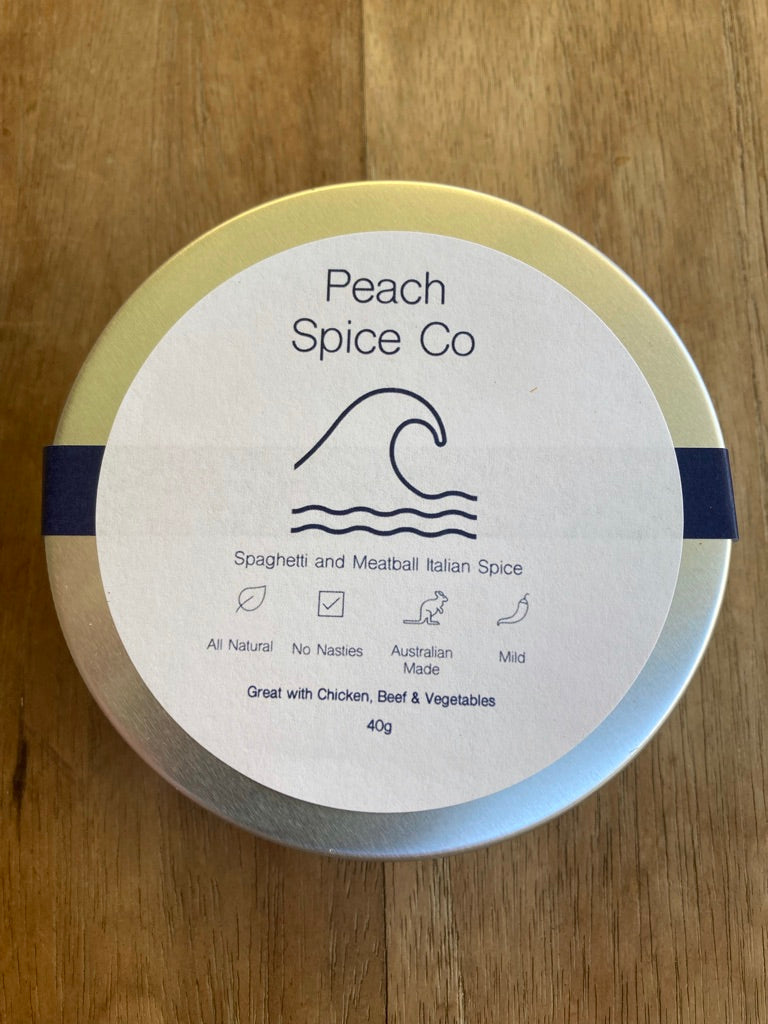 Peach
Spice Co
Spaghetti and Meatball Italian Spice
All Natural
No Nasties
Australian
Made
Mild
Great with Chicken, Beef & Vegetables
40g